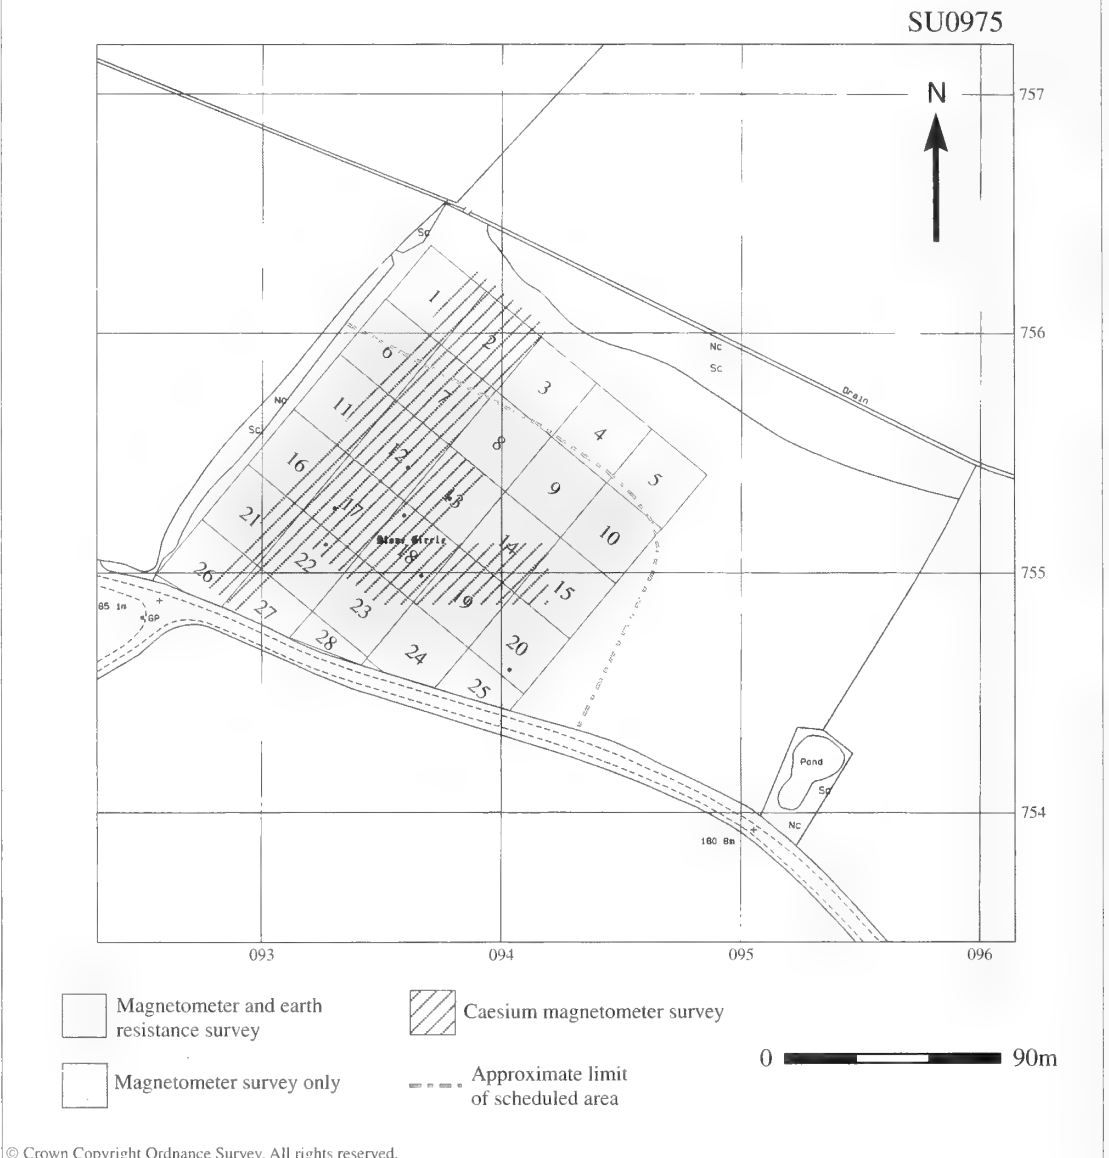 SU0975
N
757
Sc
1
756
2
Nc
6
Sc
3
7
Drain
Nc
11
4
Sc
8
12
5
16
9
13
17
10
21
Stone Circle
14
18
22
755
26
15
85 1m
19
23
27
GP
20
28
24
25
Pond
Sc
754
Nc
180 8m
093
094
095
096
Magnetometer and earth
resistance survey
Caesium magnetometer survey
0
90m
Magnetometer survey only
Approximate limit
of scheduled area
© Crown Copyright Ordnance Survey. All rights reserved.